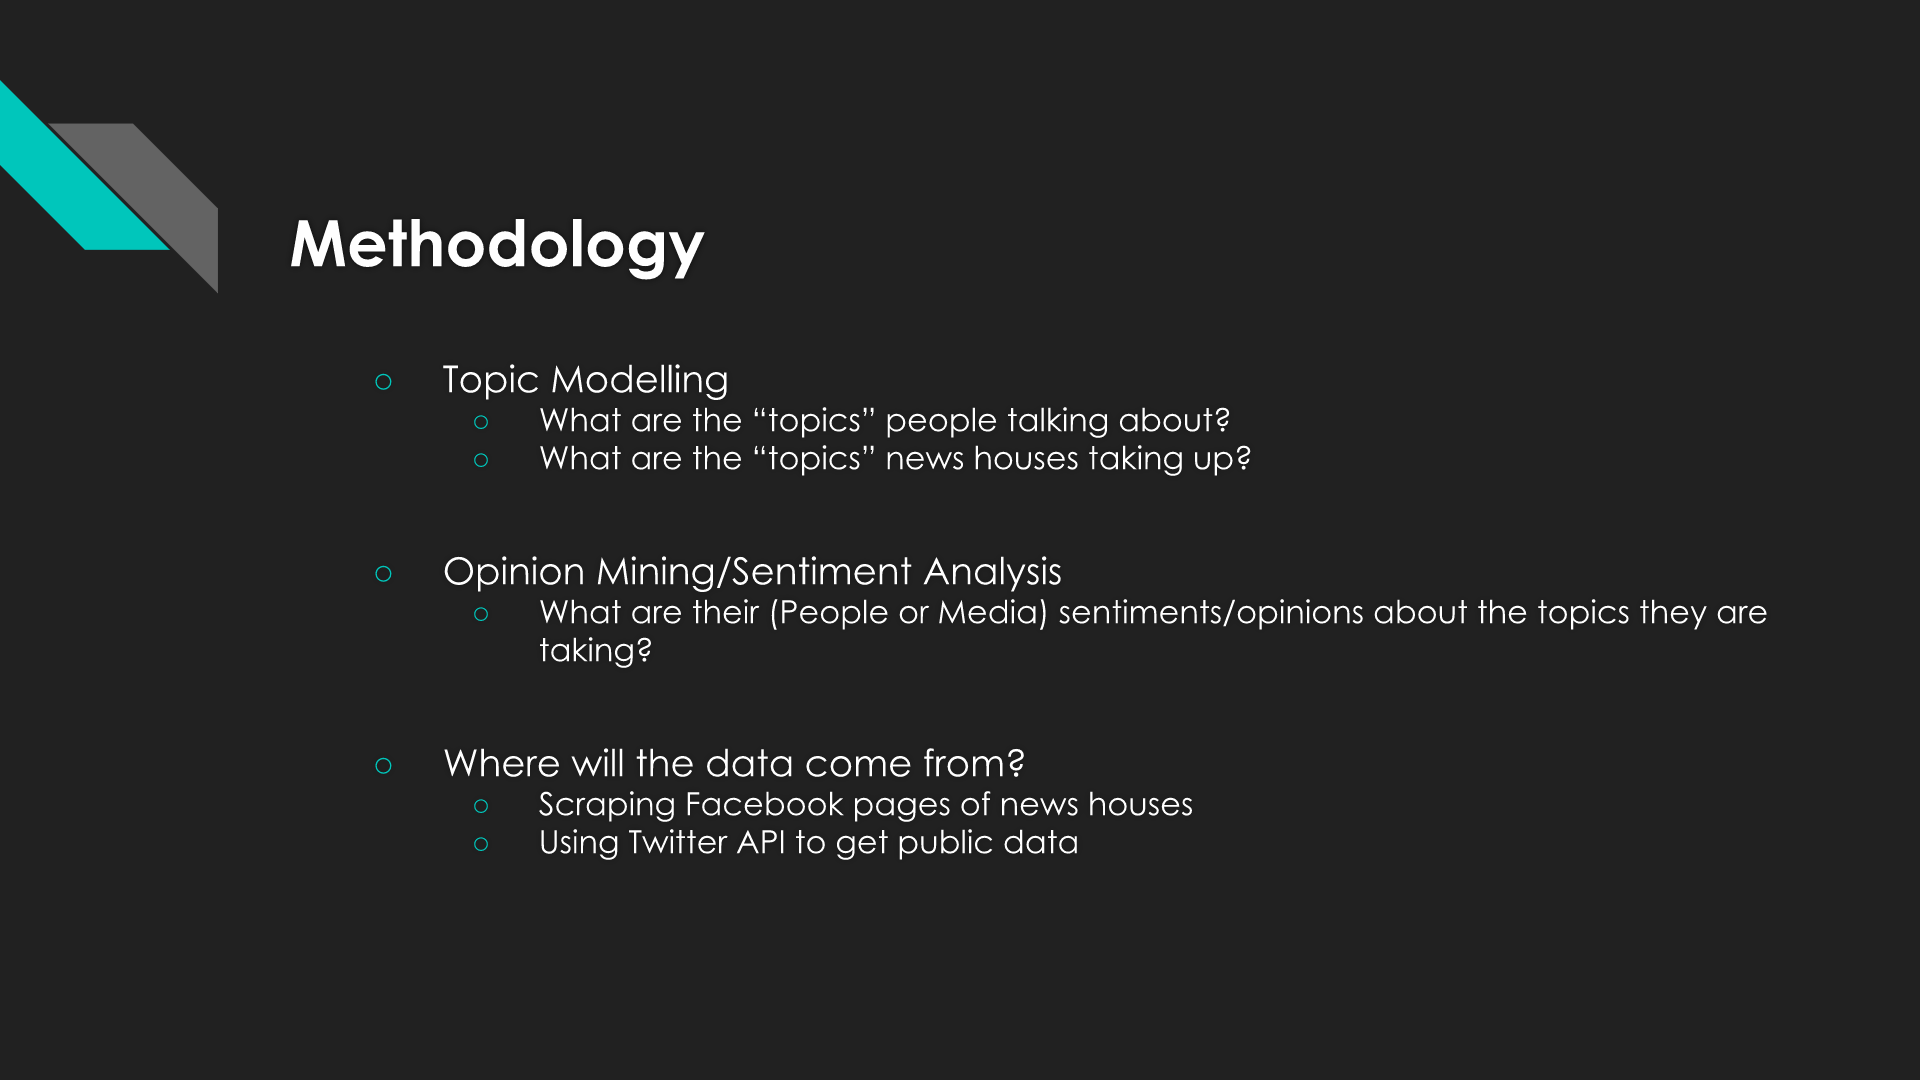 Methodology
○ Topic Modelling
○ What are the “topics” people talking about?
○ What are the “topics” news houses taking up?
○ Opinion Mining/Sentiment Analysis
○ What are their (People or Media) sentiments/opinions about the topics they are
taking?
○ Where will the data come from?
○ Scraping Facebook pages of news houses
○ Using Twitter API to get public data